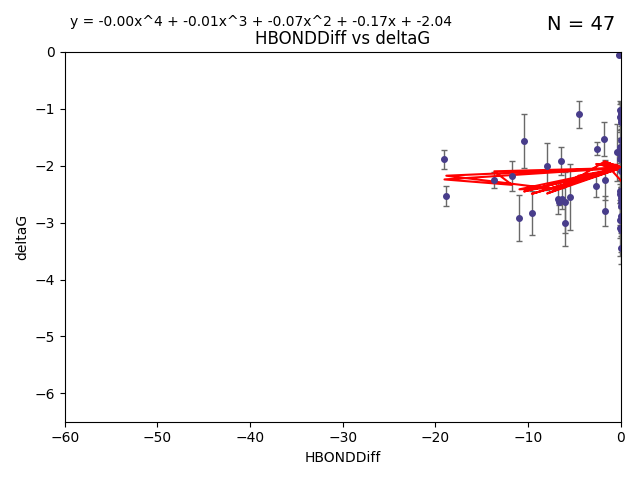 y = -0.00x^4 + -0.01x^3 + -0.07x^2 + -0.17x + -2.04
N = 47
HBONDDiff vs deltaG
0
−1
−2
−3
−4
−5
−6
deltaG
−60 −50 −40 −30 −20 −10 0
HBONDDiff